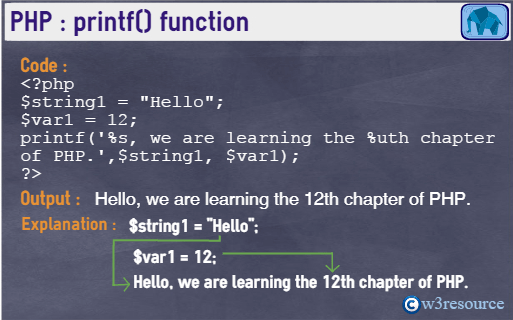 PHP : printf() function
Code :
<?php
$string1 = "Hello";
$var1 = 12;
printf('%s, we are learning the %uth chapter
of PHP.',$string1, $var1);
?>
Output : Hello, we are learning the 12th chapter of PHP.
Explanation : $string1 = "Hello";
$var1 = 12;
Hello, we are learning the 12th chapter of PHP.
w3resource